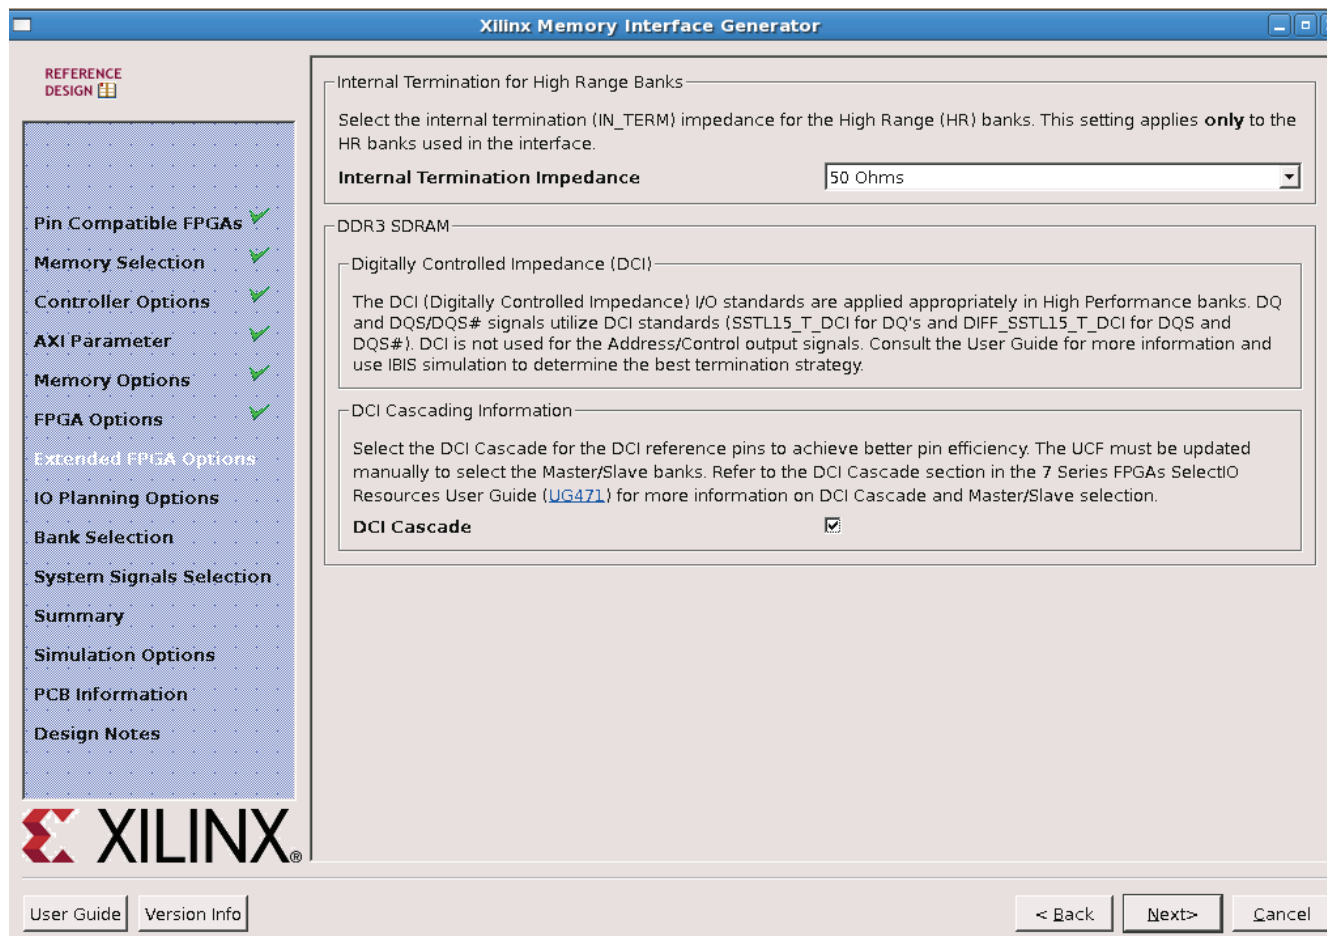 Xilinx Memory Interface Generator
REFERENCE
DESIGN
Pin Compatible FPGAs
Memory Selection
Controller Options
AXI Parameter
Memory Options
FPGA Options
Extended FPGA Options
IO Planning Options
Bank Selection
System Signals Selection
Summary
Simulation Options
PCB Information
Design Notes
XILINX®
Internal Termination for High Range Banks
Select the internal termination (IN_TERM) impedance for the High Range (HR) banks. This setting applies only to the
HR banks used in the interface.
Internal Termination Impedance
50 Ohms
DDR3 SDRAM
Digitally Controlled Impedance (DCI)
The DCI (Digitally Controlled Impedance) I/O standards are applied appropriately in High Performance banks. DQ
and DQS/DQS# signals utilize DCI standards (SSTL15_T_DCI for DQ's and DIFF_SSTL15_T_DCI for DQS and
DQS#). DCI is not used for the Address/Control output signals. Consult the User Guide for more information and
use IBIS simulation to determine the best termination strategy.
DCI Cascading Information
Select the DCI Cascade for the DCI reference pins to achieve better pin efficiency. The UCF must be updated
manually to select the Master/Slave banks. Refer to the DCI Cascade section in the 7 Series FPGAs SelectIO
Resources User Guide (UG471) for more information on DCI Cascade and Master/Slave selection.
DCI Cascade
User Guide
Version Info
< Back
Next>
Cancel